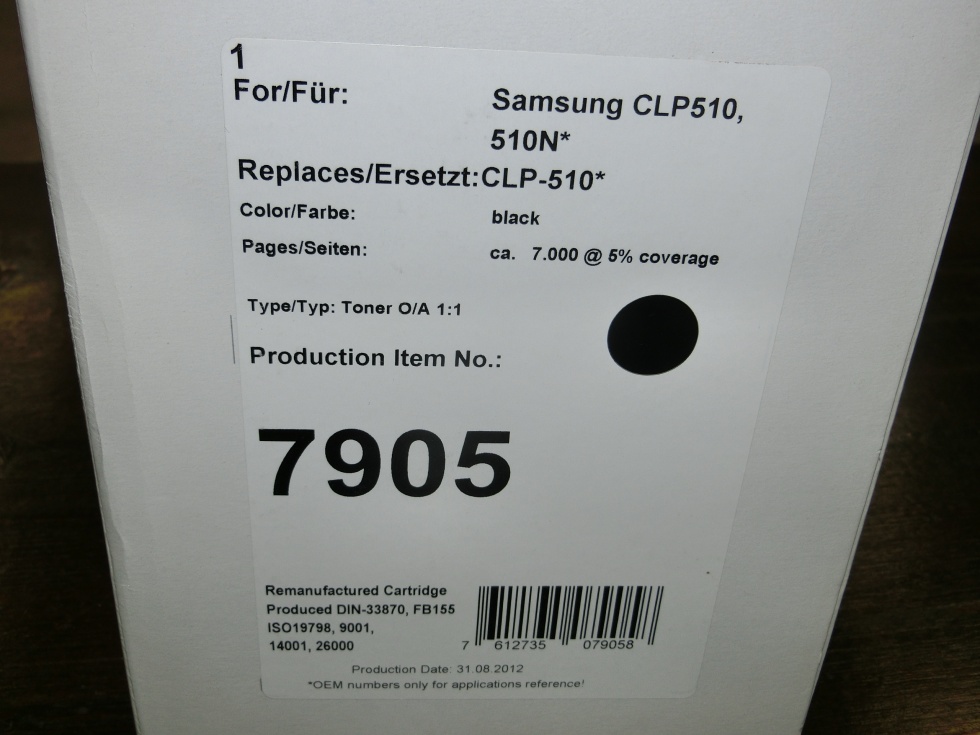 1
For/Für: Samsung CLP510,
510N*
Replaces/Ersetzt:CLP-510*
Color/Farbe: black
Pages/Seiten: ca. 7.000 @ 5% coverage
Type/Typ: Toner O/A 1:1
Production Item No.:
7905
Remanufactured Cartridge
Produced DIN-33870, FB155
ISO19798, 9001,
14001, 26000
7 612735 079058
Production Date: 31.08.2012
*OEM numbers only for applications reference!